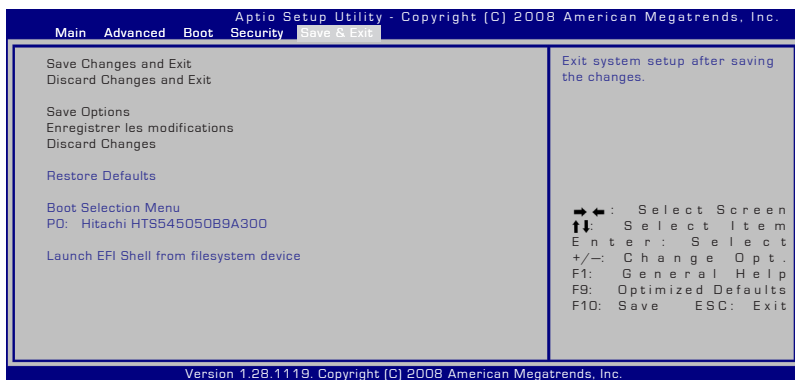 Aptio Setup Utility - Copyright (C) 2008 American Megatrends, Inc.
Main Advanced Boot Security Save & Exit
Save Changes and Exit
Discard Changes and Exit
Save Options
Enregistrer les modifications
Discard Changes
Restore Defaults
Boot Selection Menu
P0: Hitachi HTS545050B9A300
Launch EFI Shell from filesystem device
Exit system setup after saving
the changes.
→←: Select Screen
↑↓: Select Item
Enter: Select
+/—: Change Opt.
F1: General Help
F9: Optimized Defaults
F10: Save ESC: Exit
Version 1.28.1119. Copyright (C) 2008 American Megatrends, Inc.